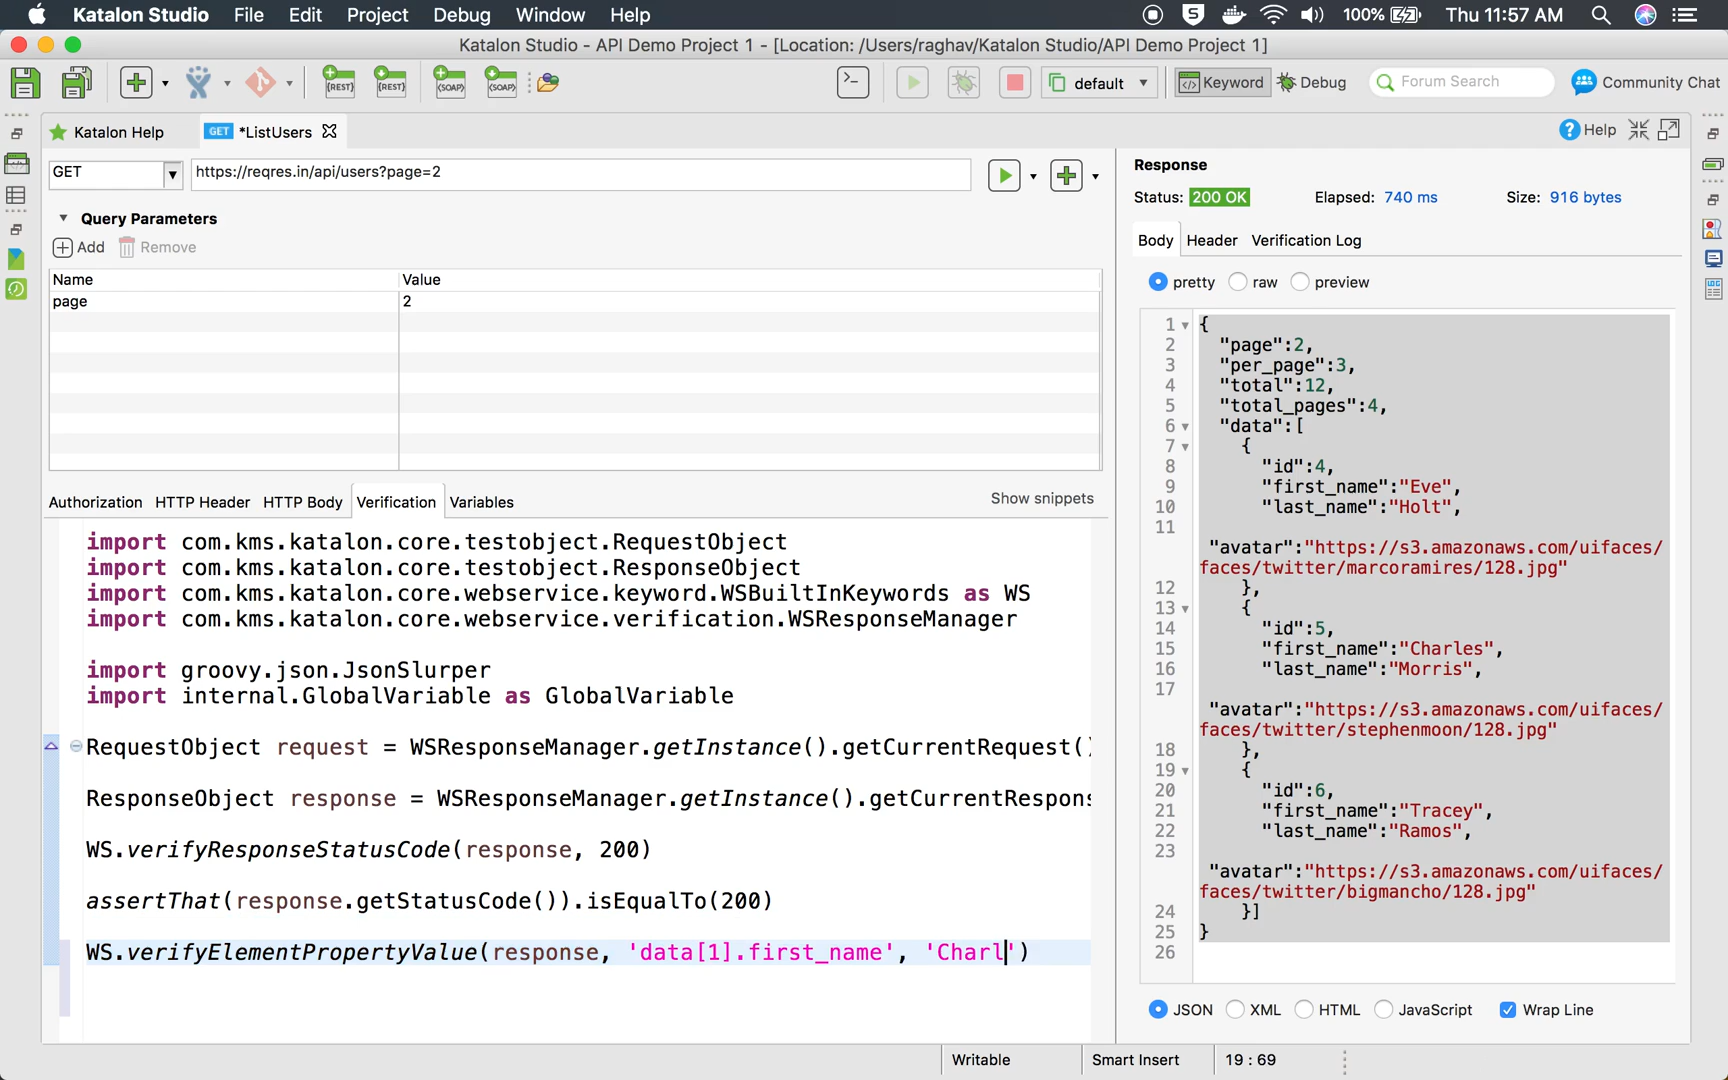 Katalon Studio File Edit Project Debug Window Help 100% Thu 11:57 AM
Katalon Studio - API Demo Project 1 - [Location: /Users/raghav/Katalon Studio/API Demo Project 1]
{REST} {REST} {SOAP} {SOAP} default Keyword Debug Forum Search Community Chat
Katalon Help GET *ListUsers Help
GET https://reqres.in/api/users?page=2
Query Parameters
Add Remove
Name Value
page 2
Authorization HTTP Header HTTP Body Verification Variables Show snippets
import com.kms.katalon.core.testobject.RequestObject
import com.kms.katalon.core.testobject.ResponseObject
import com.kms.katalon.core.webservice.keyword.WSBuiltInKeywords as WS
import com.kms.katalon.core.webservice.verification.WSResponseManager
import groovy.json.JsonSlurper
import internal.GlobalVariable as GlobalVariable
RequestObject request = WSResponseManager.getInstance().getCurrentRequest()
ResponseObject response = WSResponseManager.getInstance().getCurrentRespons
WS.verifyResponseStatusCode(response, 200)
assertThat(response.getStatusCode()).isEqualTo(200)
WS.verifyElementPropertyValue(response, 'data[1].first_name', 'Charl')
Response
Status: 200 OK Elapsed: 740 ms Size: 916 bytes
Body Header Verification Log
pretty raw preview
1 {
2 "page":2,
3 "per_page":3,
4 "total":12,
5 "total_pages":4,
6 "data":[
7 {
8 "id":4,
9 "first_name":"Eve",
10 "last_name":"Holt",
11
"avatar":"https://s3.amazonaws.com/uifaces/
faces/twitter/marcoramires/128.jpg"
12 },
13 {
14 "id":5,
15 "first_name":"Charles",
16 "last_name":"Morris",
17
"avatar":"https://s3.amazonaws.com/uifaces/
faces/twitter/stephenmoon/128.jpg"
18 },
19 {
20 "id":6,
21 "first_name":"Tracey",
22 "last_name":"Ramos",
23
"avatar":"https://s3.amazonaws.com/uifaces/
faces/twitter/bigmancho/128.jpg"
24 }]
25 }
26
JSON XML HTML JavaScript Wrap Line
Writable Smart Insert 19 : 69